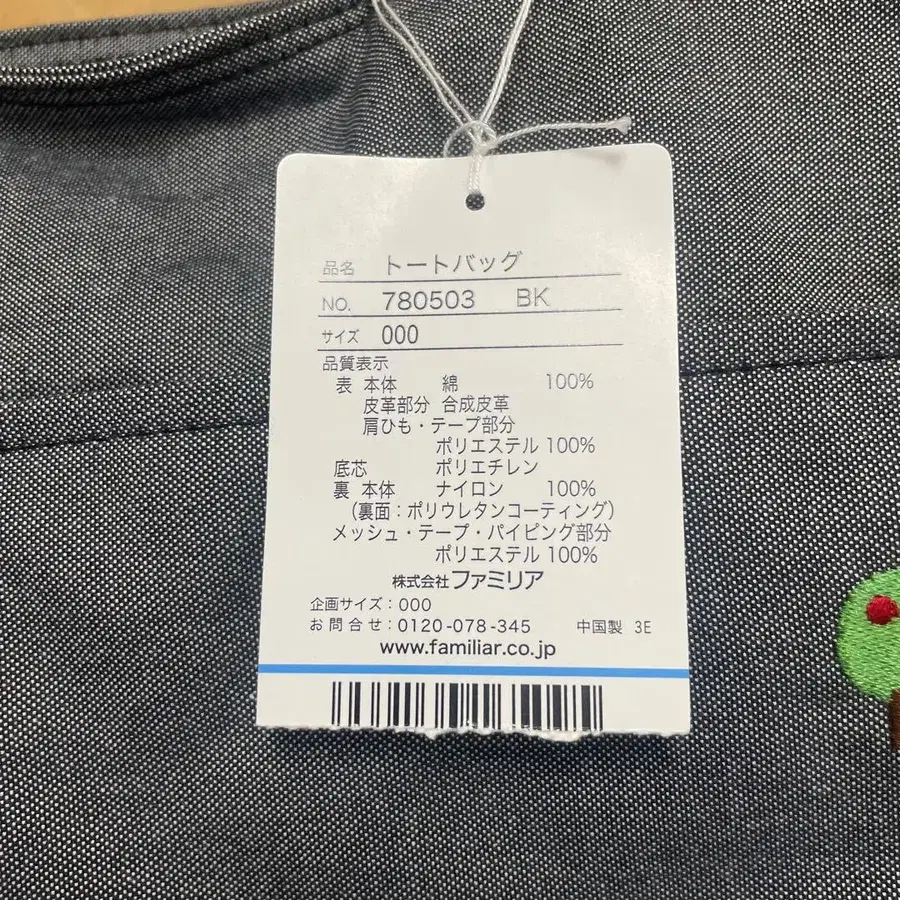 品名 トートバッグ
NO. 780503 BK
サイズ 000
品質表示
表 本体 綿 100%
皮革部分 合成皮革
肩ひも・テープ部分
ポリエステル 100%
底芯 ポリエチレン
裏 本体 ナイロン 100%
(裏面:ポリウレタンコーティング)
メッシュ・テープ・パイピング部分
ポリエステル 100%
株式会社ファミリア
企画サイズ:000
お問合せ:0120-078-345 中国製 3E
www.familiar.co.jp